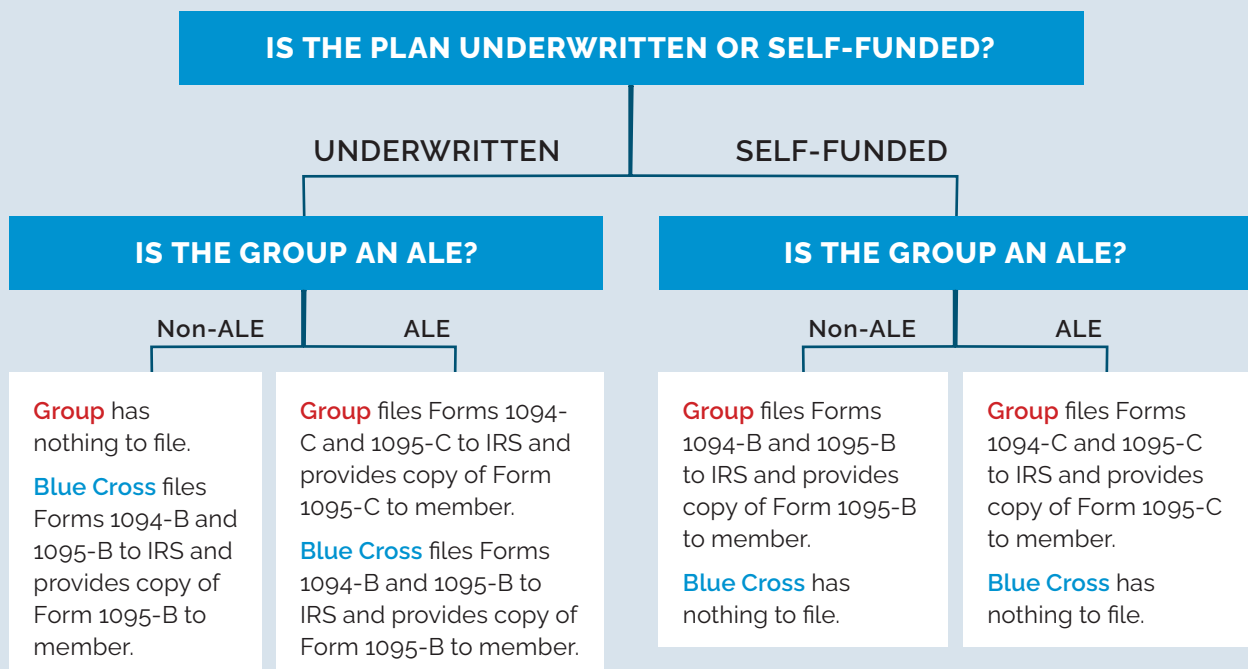 IS THE PLAN UNDERWRITTEN OR SELF-FUNDED?
UNDERWRITTEN
SELF-FUNDED
IS THE GROUP AN ALE?
Non-ALE
ALE
Group has
nothing to file.
Blue Cross files
Forms 1094-B and
1095-B to IRS and
provides copy of
Form 1095-B to
member.
Group files Forms 1094-
C and 1095-C to IRS and
provides copy of Form
1095-C to member.
Blue Cross files Forms
1094-B and 1095-B to
IRS and provides copy of
Form 1095-B to member.
IS THE GROUP AN ALE?
Non-ALE
ALE
Group files Forms
1094-B and 1095-B
to IRS and provides
copy of Form 1095-B
to member.
Blue Cross has
nothing to file.
Group files Forms
1094-C and 1095-C
to IRS and provides
copy of Form 1095-C
to member.
Blue Cross has
nothing to file.